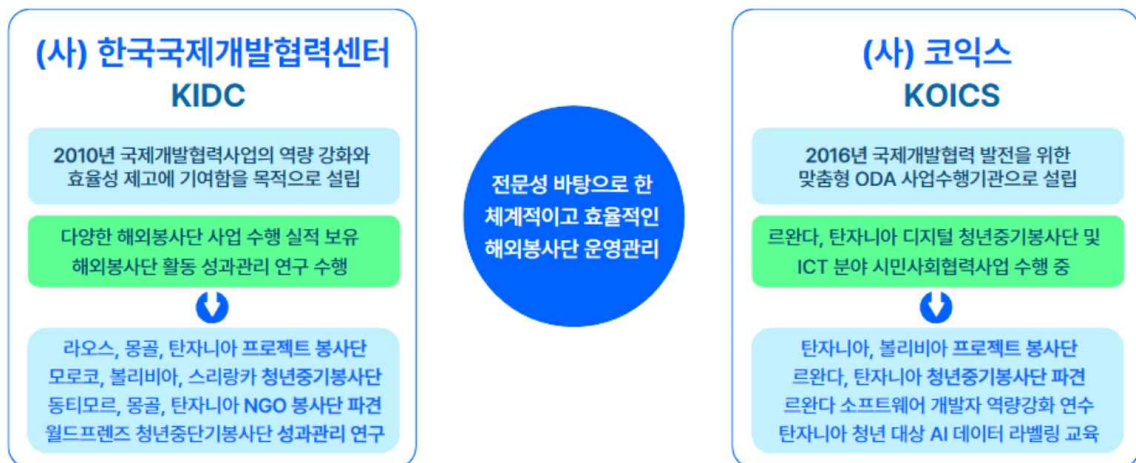 (사) 한국국제개발협력센터
KIDC
2010년 국제개발협력사업의 역량 강화와
효율성 제고에 기여함을 목적으로 설립
다양한 해외봉사단 사업 수행 실적 보유
해외봉사단 활동 성과관리 연구 수행
라오스, 몽골, 탄자니아 프로젝트 봉사단
모로코, 볼리비아, 스리랑카 청년중기봉사단
동티모르, 몽골, 탄자니아 NGO 봉사단 파견
월드프렌즈 청년중단기봉사단 성과관리 연구
전문성 바탕으로 한
체계적이고 효율적인
해외봉사단 운영관리
(사) 코익스
KOICS
2016년 국제개발협력 발전을 위한
맞춤형 ODA 사업수행기관으로 설립
르완다, 탄자니아 디지털 청년중기봉사단 및
ICT 분야 시민사회협력사업 수행 중
탄자니아, 볼리비아 프로젝트 봉사단
르완다, 탄자니아 청년중기봉사단 파견
르완다 소프트웨어 개발자 역량강화 연수
탄자니아 청년 대상 AI 데이터 라벨링 교육